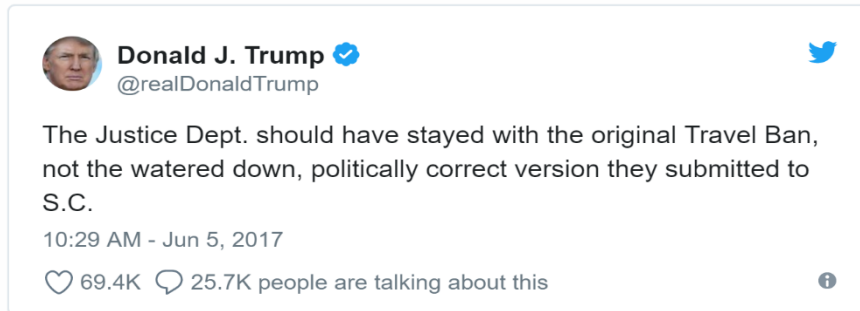 Donald J. Trump
@realDonaldTrump
The Justice Dept. should have stayed with the original Travel Ban,
not the watered down, politically correct version they submitted to
S.C.
10:29 AM - Jun 5, 2017
69.4K 25.7K people are talking about this